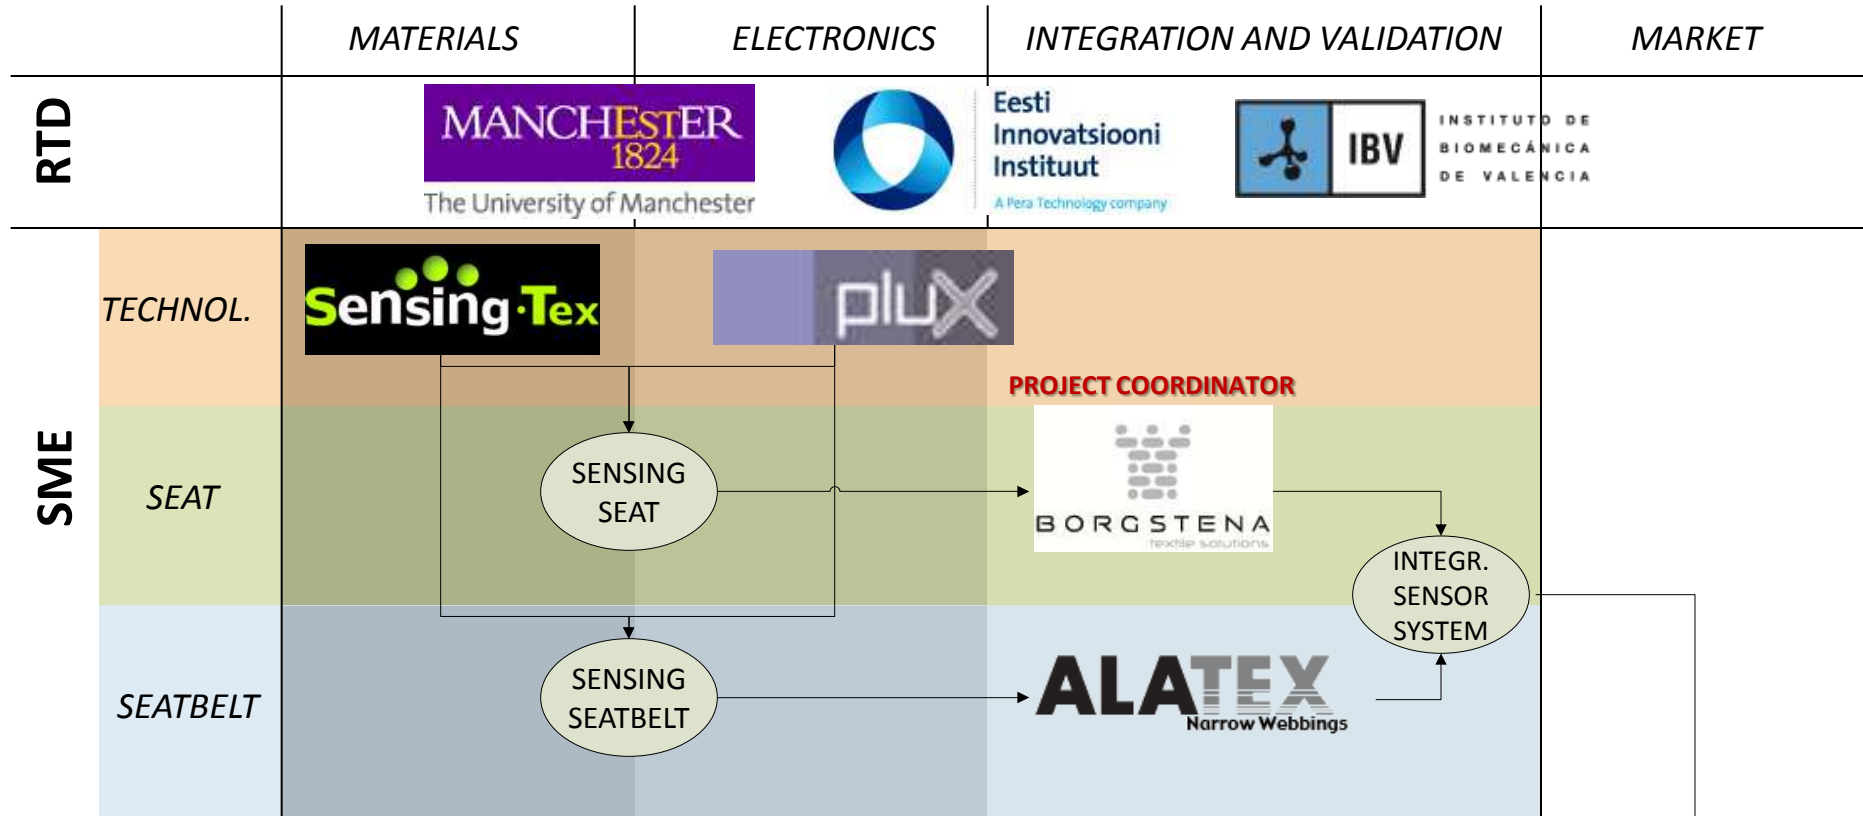 MATERIALS
ELECTRONICS
INTEGRATION AND VALIDATION
MARKET
RTD
MANCHESTER
1824
The University of Manchester
Eesti
Innovatsiooni
Instituut
A Pera Technology company
IBV
INSTITUTO DE
BIOMECÁNICA
DE VALENCIA
SME
TECHNOL.
Sensing·Tex
plux
PROJECT COORDINATOR
SEAT
SENSING
SEAT
BORGSTENA
textile solutions
INTEGR.
SENSOR
SYSTEM
SEATBELT
SENSING
SEATBELT
ALATEX
Narrow Webbings